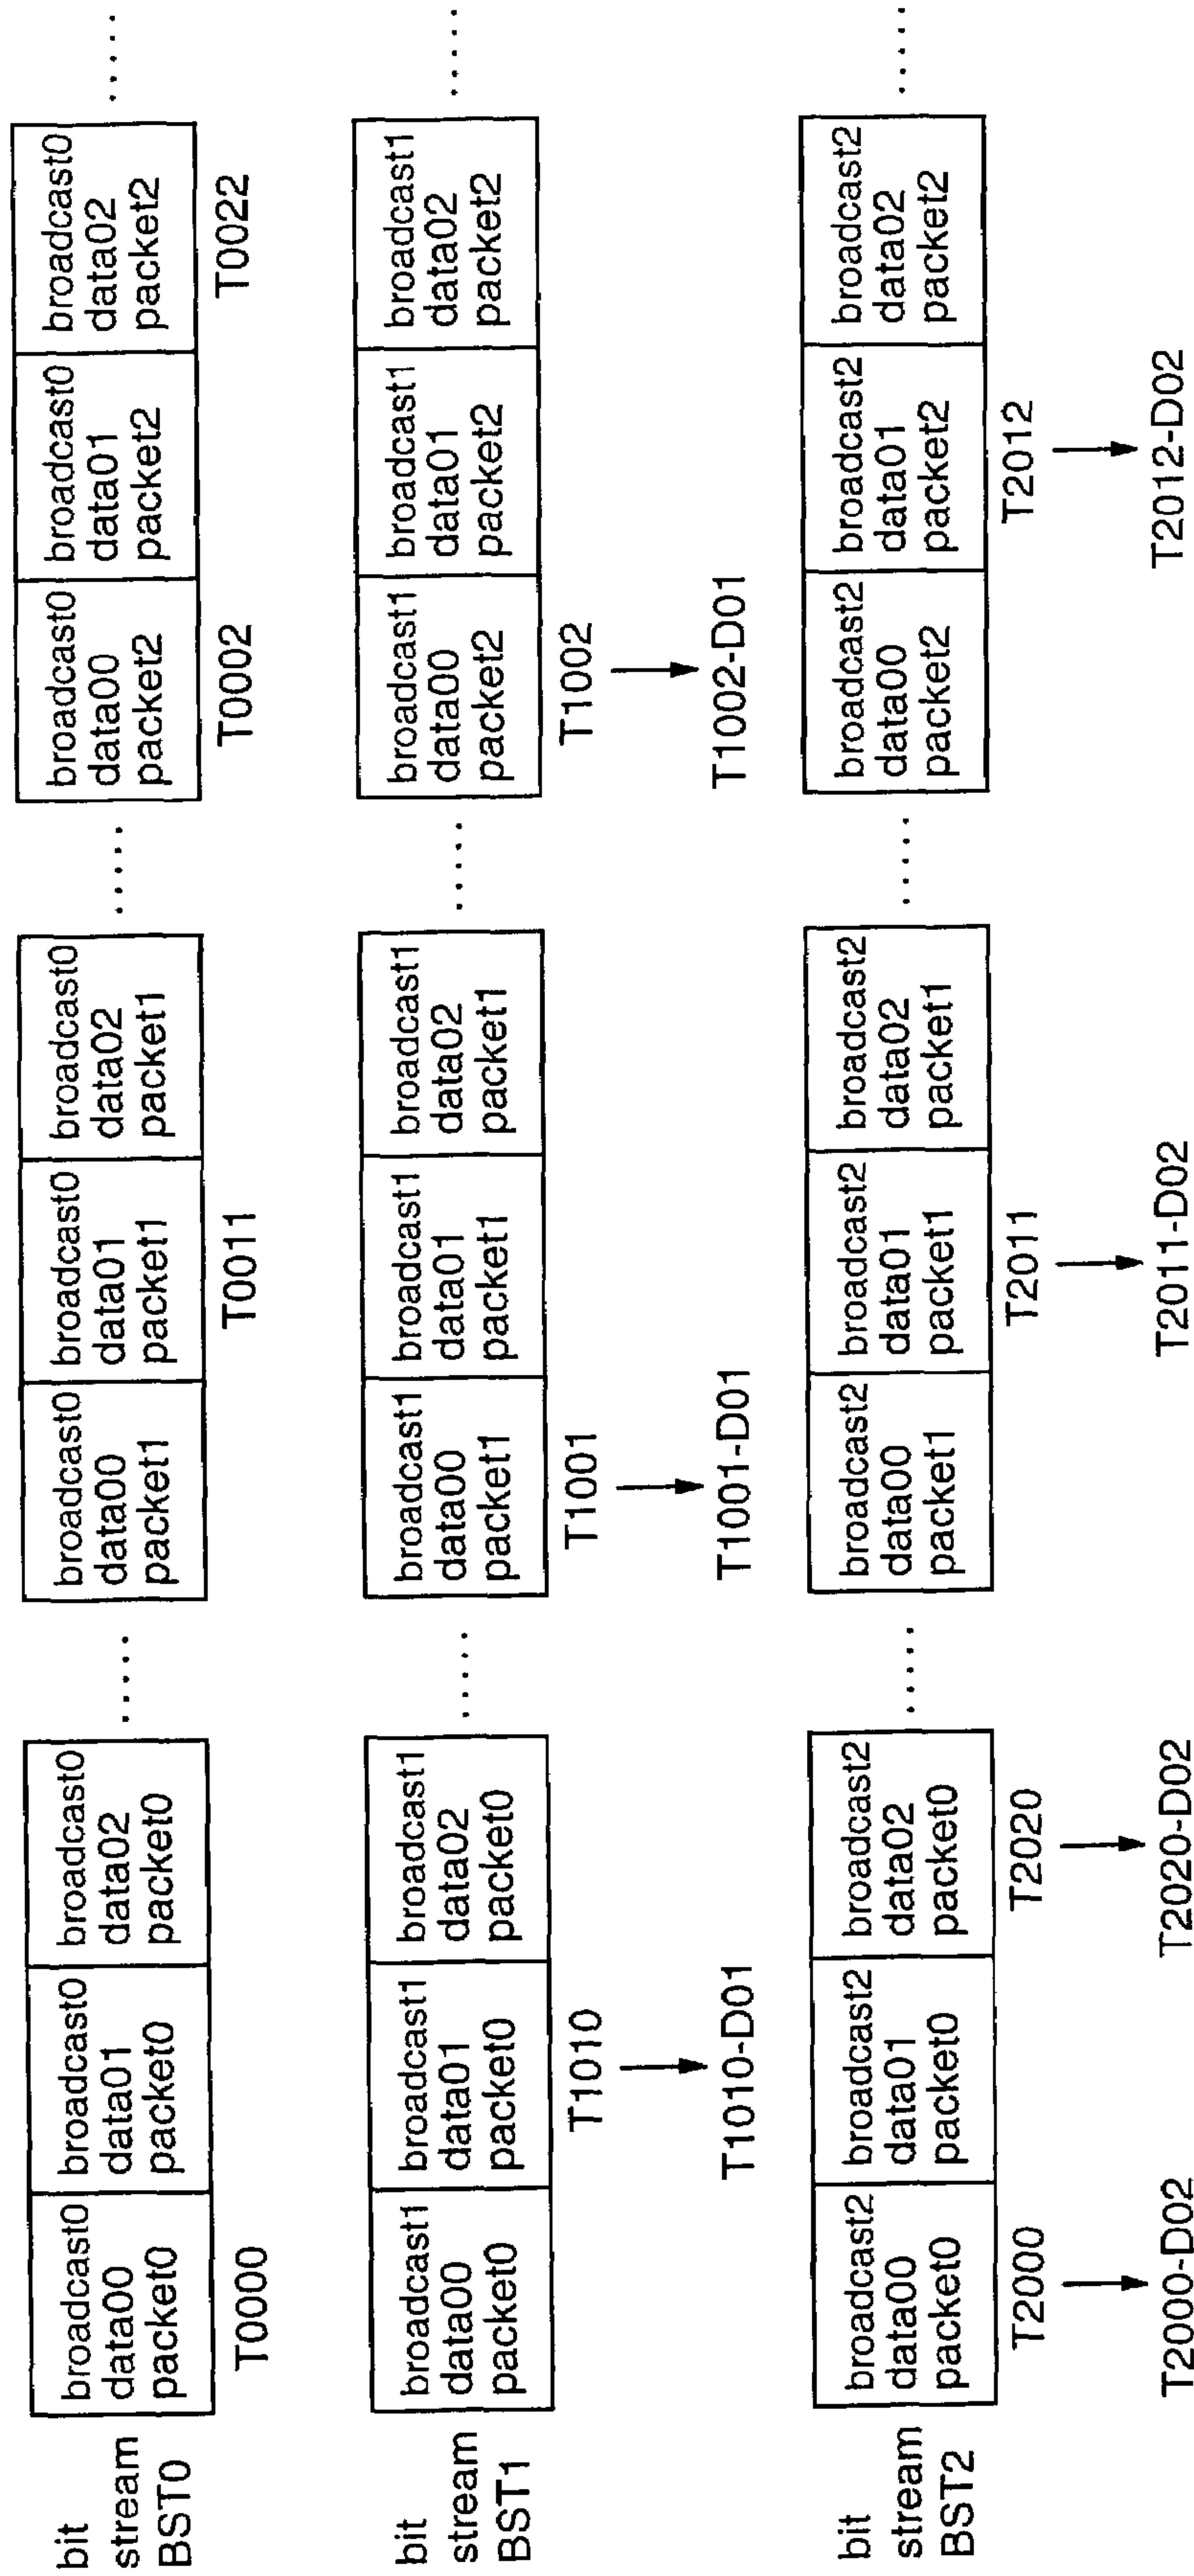 bit
stream
BST0
broadcast0
data00
packet0
broadcast0
data01
packet0
broadcast0
data02
packet0
.....
broadcast0
data00
packet1
broadcast0
data01
packet1
broadcast0
data02
packet1
.....
broadcast0
data00
packet2
broadcast0
data01
packet2
broadcast0
data02
packet2
.....
T0000
T0011
T0002
T0022
bit
stream
BST1
broadcast1
data00
packet0
broadcast1
data01
packet0
broadcast1
data02
packet0
.....
broadcast1
data00
packet1
broadcast1
data01
packet1
broadcast1
data02
packet1
.....
broadcast1
data00
packet2
broadcast1
data01
packet2
broadcast1
data02
packet2
.....
T1010
T1001
T1002
T1010-D01
T1001-D01
T1002-D01
bit
stream
BST2
broadcast2
data00
packet0
broadcast2
data01
packet0
broadcast2
data02
packet0
.....
broadcast2
data00
packet1
broadcast2
data01
packet1
broadcast2
data02
packet1
.....
broadcast2
data00
packet2
broadcast2
data01
packet2
broadcast2
data02
packet2
.....
T2000
T2020
T2011
T2012
T2000-D02
T2020-D02
T2011-D02
T2012-D02